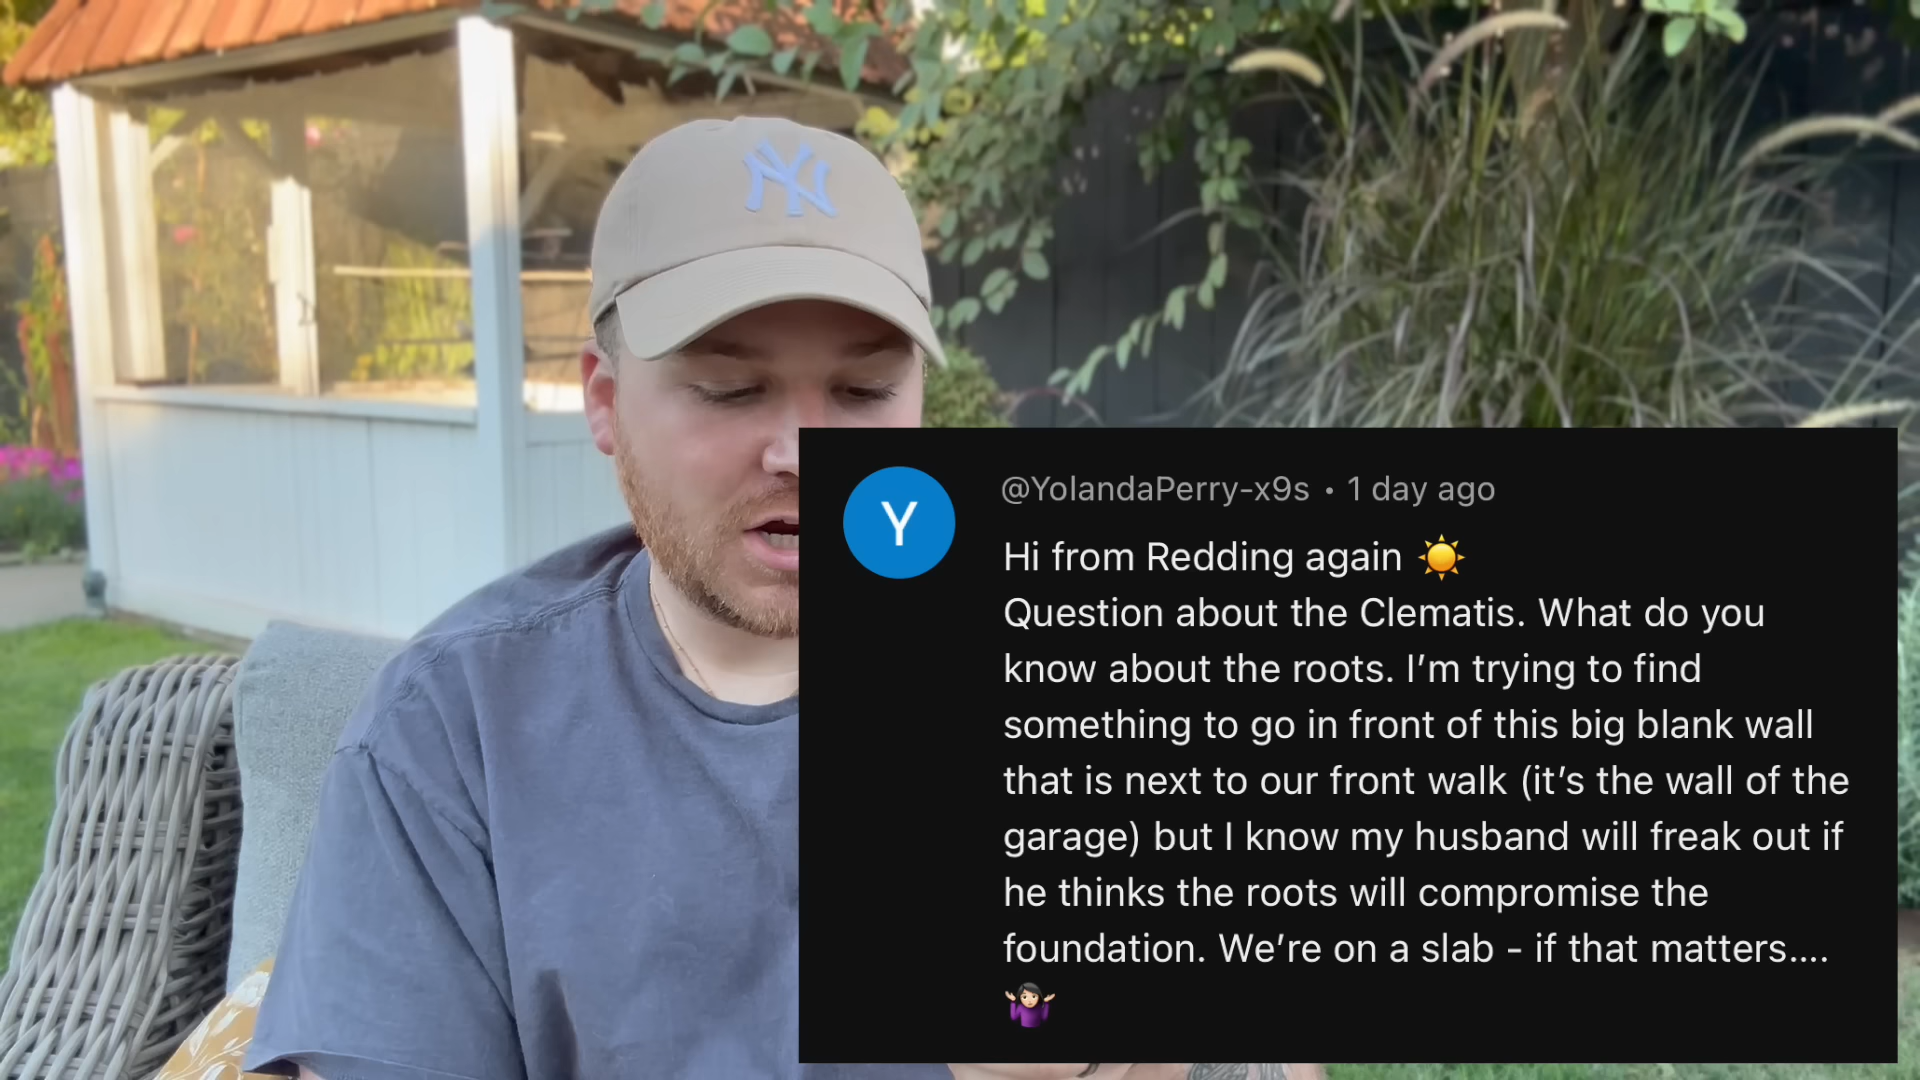 NY
Y
@YolandaPerry-x9s • 1 day ago
Hi from Redding again ☀️
Question about the Clematis. What do you
know about the roots. I’m trying to find
something to go in front of this big blank wall
that is next to our front walk (it’s the wall of the
garage) but I know my husband will freak out if
he thinks the roots will compromise the
foundation. We’re on a slab - if that matters....
🤷🏻‍♀️